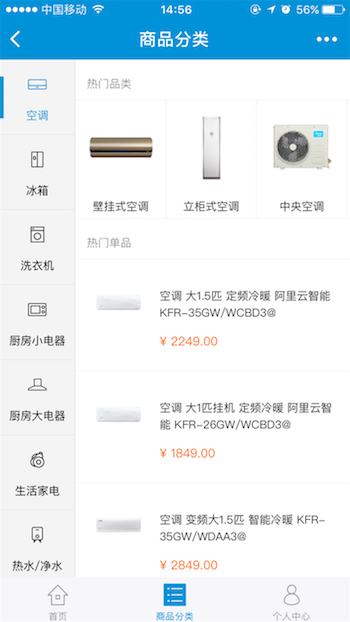 中国移动 14:56 56%
商品分类
空调
冰箱
洗衣机
厨房小电器
厨房大电器
生活家电
热水/净水
热门品类
壁挂式空调 立柜式空调 中央空调
热门单品
空调 大1.5匹 定频冷暖 阿里云智能
KFR-35GW/WCBD3@
¥ 2249.00
空调 大1匹挂机 定频冷暖 阿里云智
能 KFR-26GW/WCBD3@
¥ 1849.00
空调 变频大1.5匹 智能冷暖 KFR-
35GW/WDAA3@
¥ 2849.00
首页 商品分类 个人中心